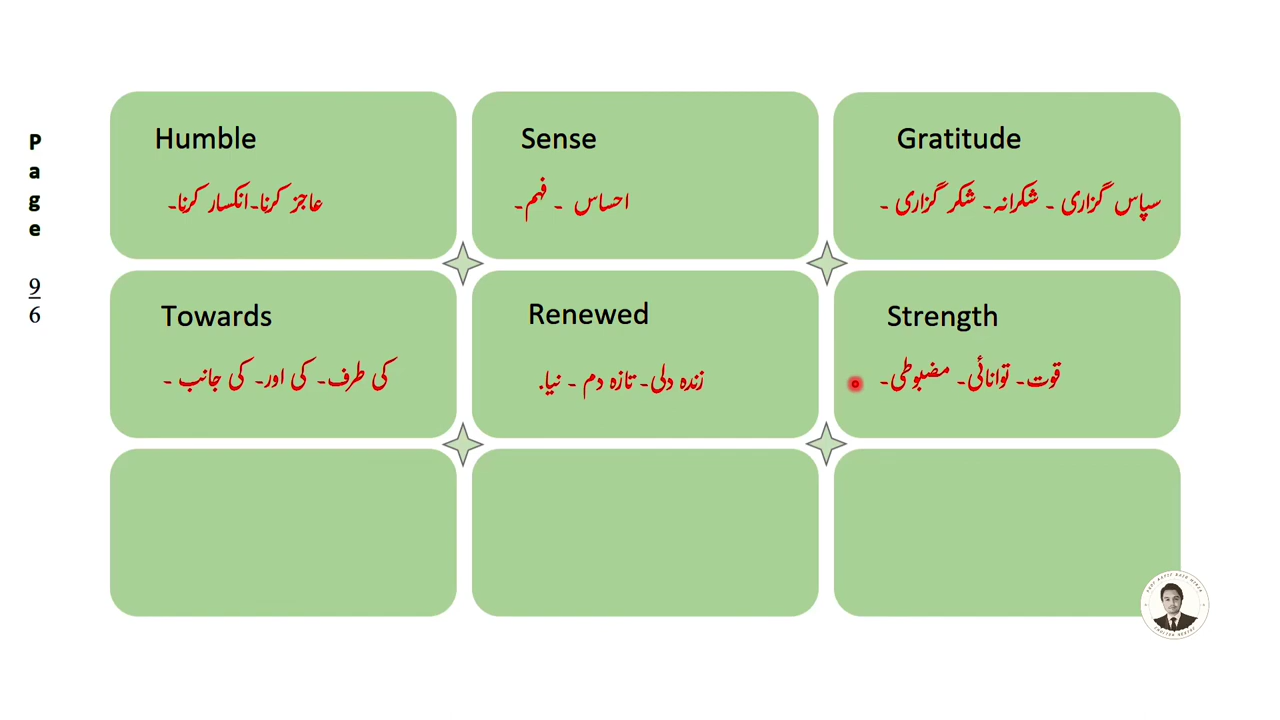 Page
9
6
Humble
عاجز کرنا۔انکسار کرنا۔
Sense
احساس ۔ فہم۔
Gratitude
سپاس گزاری ۔ شکرانہ۔ شکر گزاری ۔
Towards
کی طرف۔ کی اور۔ کی جانب ۔
Renewed
زندہ دلی۔ تازہ دم ۔ نیا.
Strength
قوت۔ توانائی۔ مضبوطی۔